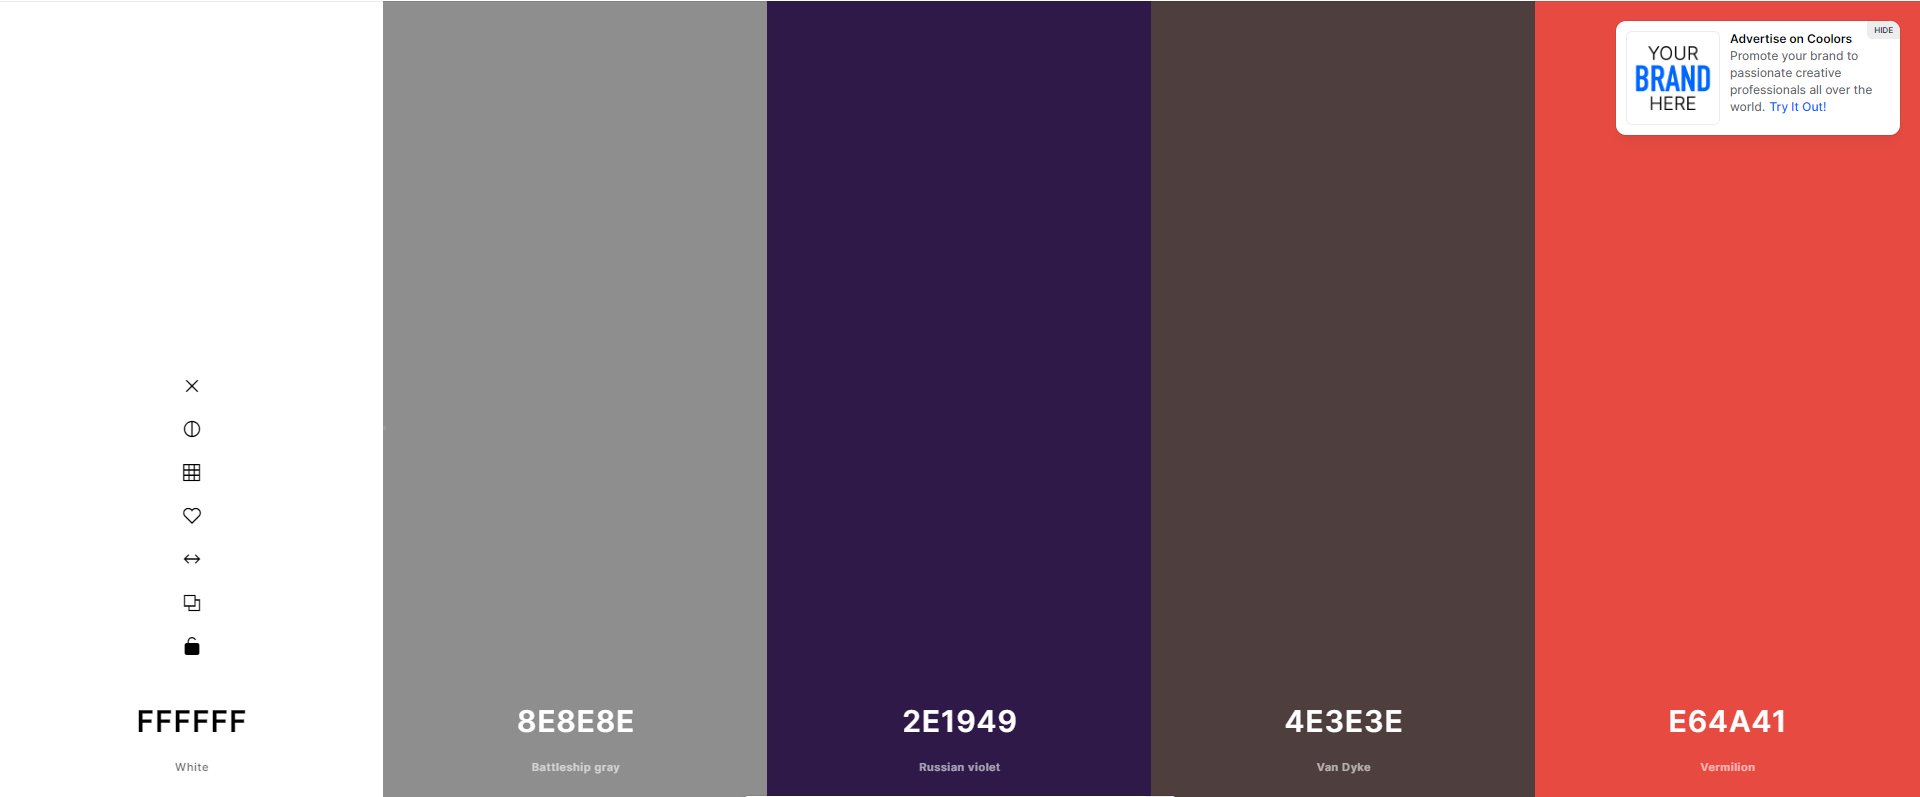 HIDE
YOUR
BRAND
HERE
Advertise on Coolors
Promote your brand to
passionate creative
professionals all over the
world. Try It Out!
FFFFFF
White
8E8E8E
Battleship gray
2E1949
Russian violet
4E3E3E
Van Dyke
E64A41
Vermilion